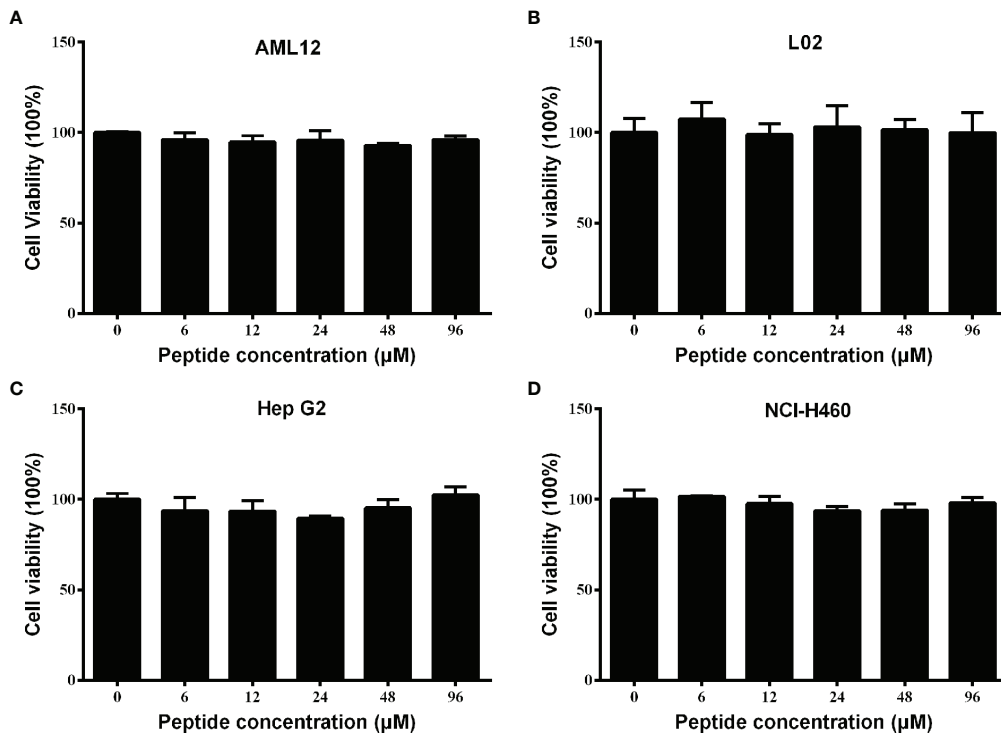 A
AML12
Cell Viability (100%)
150
100
50
0
0 6 12 24 48 96
Peptide concentration (µM)
B
L02
Cell viability (100%)
150
100
50
0
0 6 12 24 48 96
Peptide concentration (µM)
C
Hep G2
Cell viability (100%)
150
100
50
0
0 6 12 24 48 96
Peptide concentration (µM)
D
NCI-H460
Cell viability (100%)
150
100
50
0
0 6 12 24 48 96
Peptide concentration (µM)